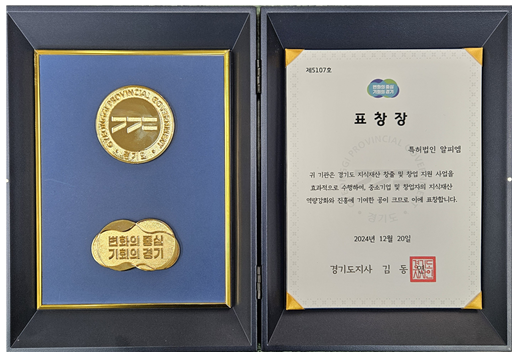 GYEONGGI PROVINCIAL GOVERNMENT
경기도
변화의 중심
기회의 경기
제5107호
변화의 중심
기회의 경기
표 창 장
특허법인 알피엠
귀 기관은 경기도 지식재산 창출 및 창업 지원 사업을
효과적으로 수행하여, 중소기업 및 창업자의 지식재산
역량강화와 진흥에 기여한 공이 크므로 이에 표창합니다.
2024년 12월 20일
경기도지사 김 동 연